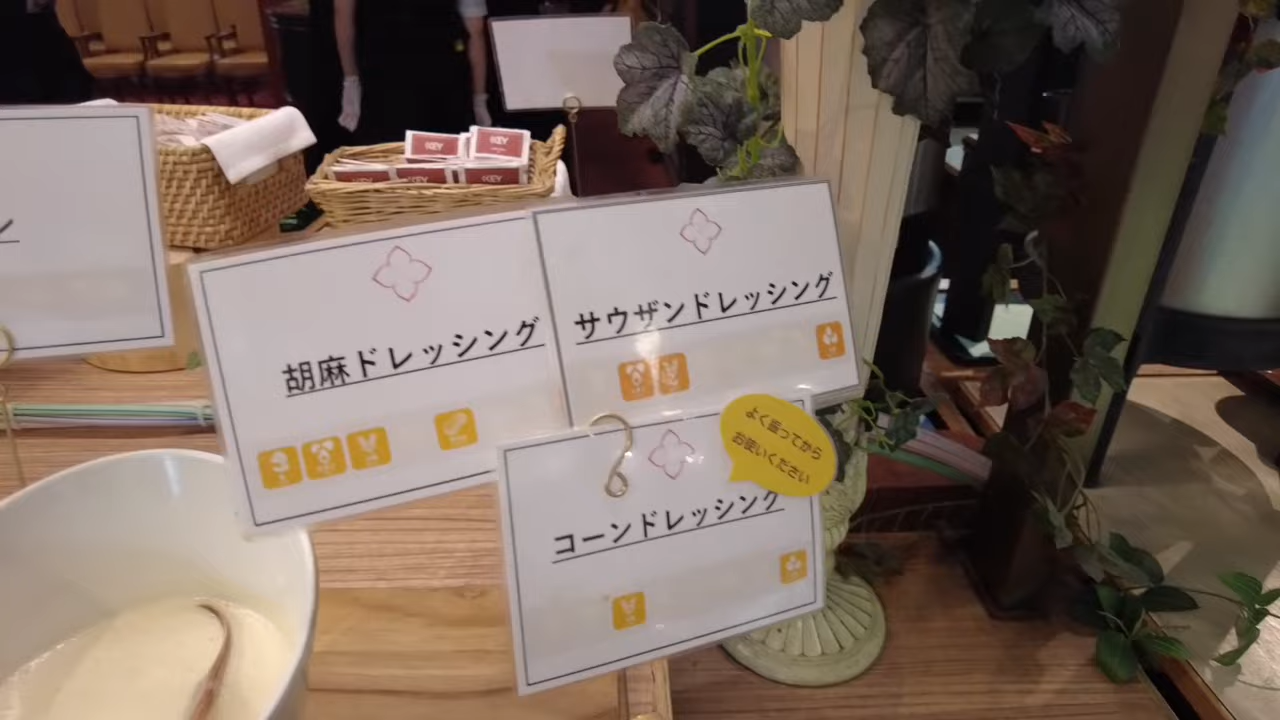 胡麻ドレッシング
サウザンドレッシング
よく振ってから
お使いください
コーンドレッシング